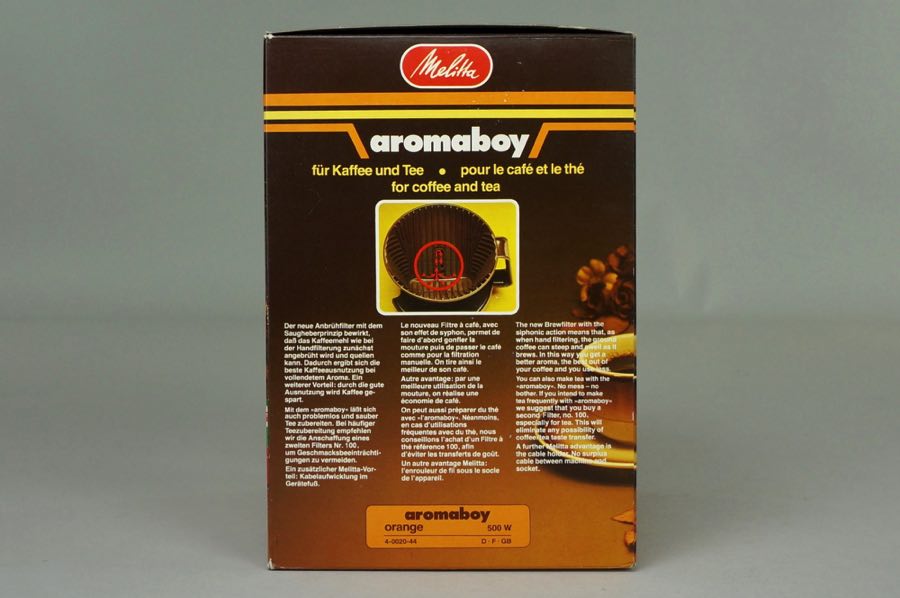 Melitta
aromaboy
für Kaffee und Tee • pour le café et le thé
for coffee and tea
Der neue Anbrühfilter mit dem
Saugheberprinzip bewirkt,
daß das Kaffeemehl wie bei
der Handfilterung zunächst
angebrüht wird und quellen
kann. Dadurch ergibt sich die
beste Kaffeeausnutzung bei
vollendetem Aroma. Ein
weiterer Vorteil: durch die gute
Ausnutzung wird Kaffee ge-
spart.
Mit dem »aromaboy« läßt sich
auch problemlos und sauber
Tee zubereiten. Bei häufiger
Teezubereitung empfehlen
wir die Anschaffung eines
zweiten Filters Nr. 100,
um Geschmacksbeeinträchti-
gungen zu vermeiden.
Ein zusätzlicher Melitta-Vor-
teil: Kabelaufwicklung im
Gerätefuß.
Le nouveau Filtre à café, avec
son effet de syphon, permet de
faire d'abord gonfler la
mouture puis de passer le café
comme pour la filtration
manuelle. On tire ainsi le
meilleur de son café.
Autre avantage: par une
meilleure utilisation de la
mouture, on réalise une
économie de café.
On peut aussi préparer du thé
avec »l'aromaboy«. Néanmoins,
en cas d'utilisations
fréquentes avec du thé, nous
conseillons l'achat d'un Filtre à
thé référence 100, afin
d'éviter les transferts de goût.
Un autre avantage Melitta:
l'enrouleur de fil sous le socle
de l'appareil.
The new Brewfilter with the
siphonic action means that, as
when hand filtering, the ground
coffee can steep and swell as it
brews. In this way you get a
better aroma, the best out of
your coffee and you use less.
You can also make tea with the
»aromaboy«. No mess – no
bother. If you intend to make
tea frequently with »aromaboy«
we suggest that you buy a
second Filter, no. 100,
especially for tea. This will
eliminate any possibility of
coffee/tea taste transfer.
A further Melitta advantage is
the cable holder. No surplus
cable between machine and
socket.
aromaboy
orange 500 W
4-0020-44 D · F · GB